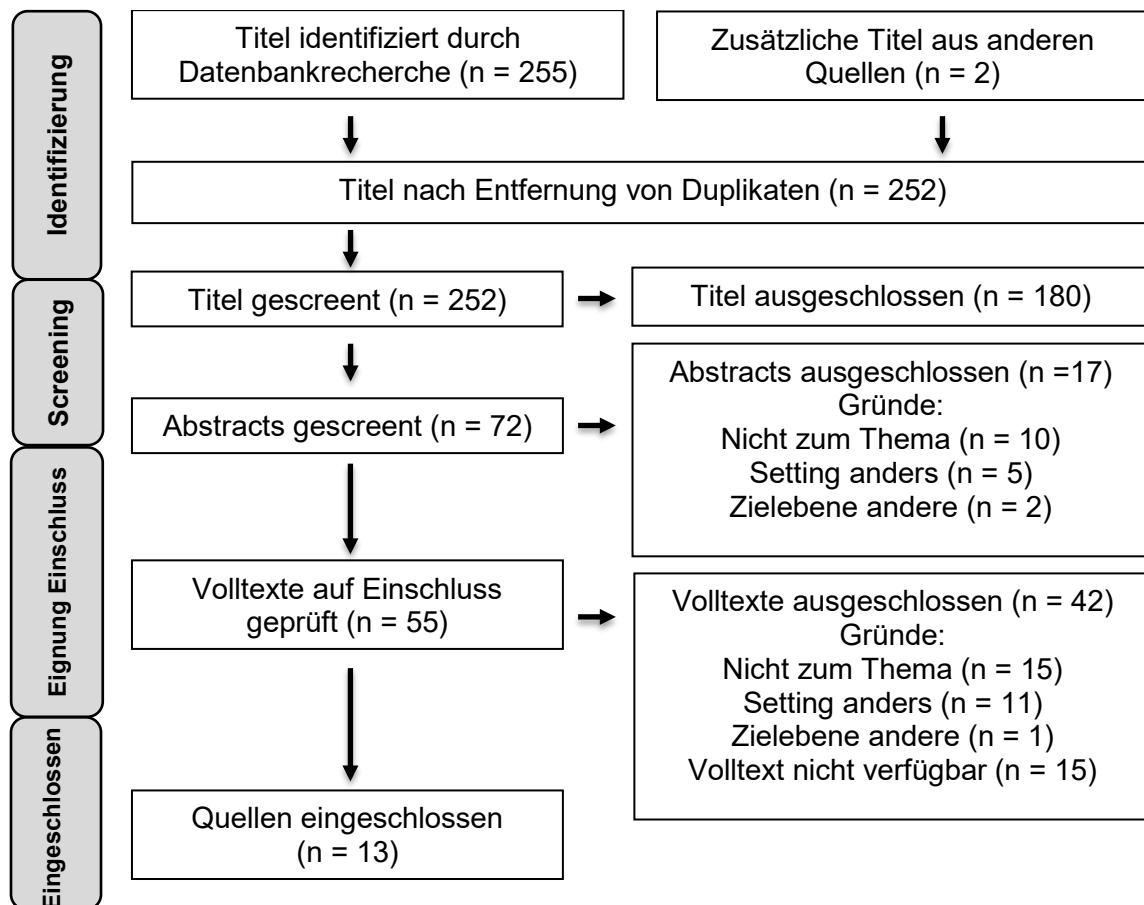 Identifizierung
Titel identifiziert durch
Datenbankrecherche (n = 255)
Zusätzliche Titel aus anderen
Quellen (n = 2)
Titel nach Entfernung von Duplikaten (n = 252)
Screening
Titel gescreent (n = 252)
Titel ausgeschlossen (n = 180)
Abstracts gescreent (n = 72)
Abstracts ausgeschlossen (n =17)
Gründe:
Nicht zum Thema (n = 10)
Setting anders (n = 5)
Zielebene andere (n = 2)
Eignung Einschluss
Volltexte auf Einschluss
geprüft (n = 55)
Volltexte ausgeschlossen (n = 42)
Gründe:
Nicht zum Thema (n = 15)
Setting anders (n = 11)
Zielebene andere (n = 1)
Volltext nicht verfügbar (n = 15)
Eingeschlossen
Quellen eingeschlossen
(n = 13)